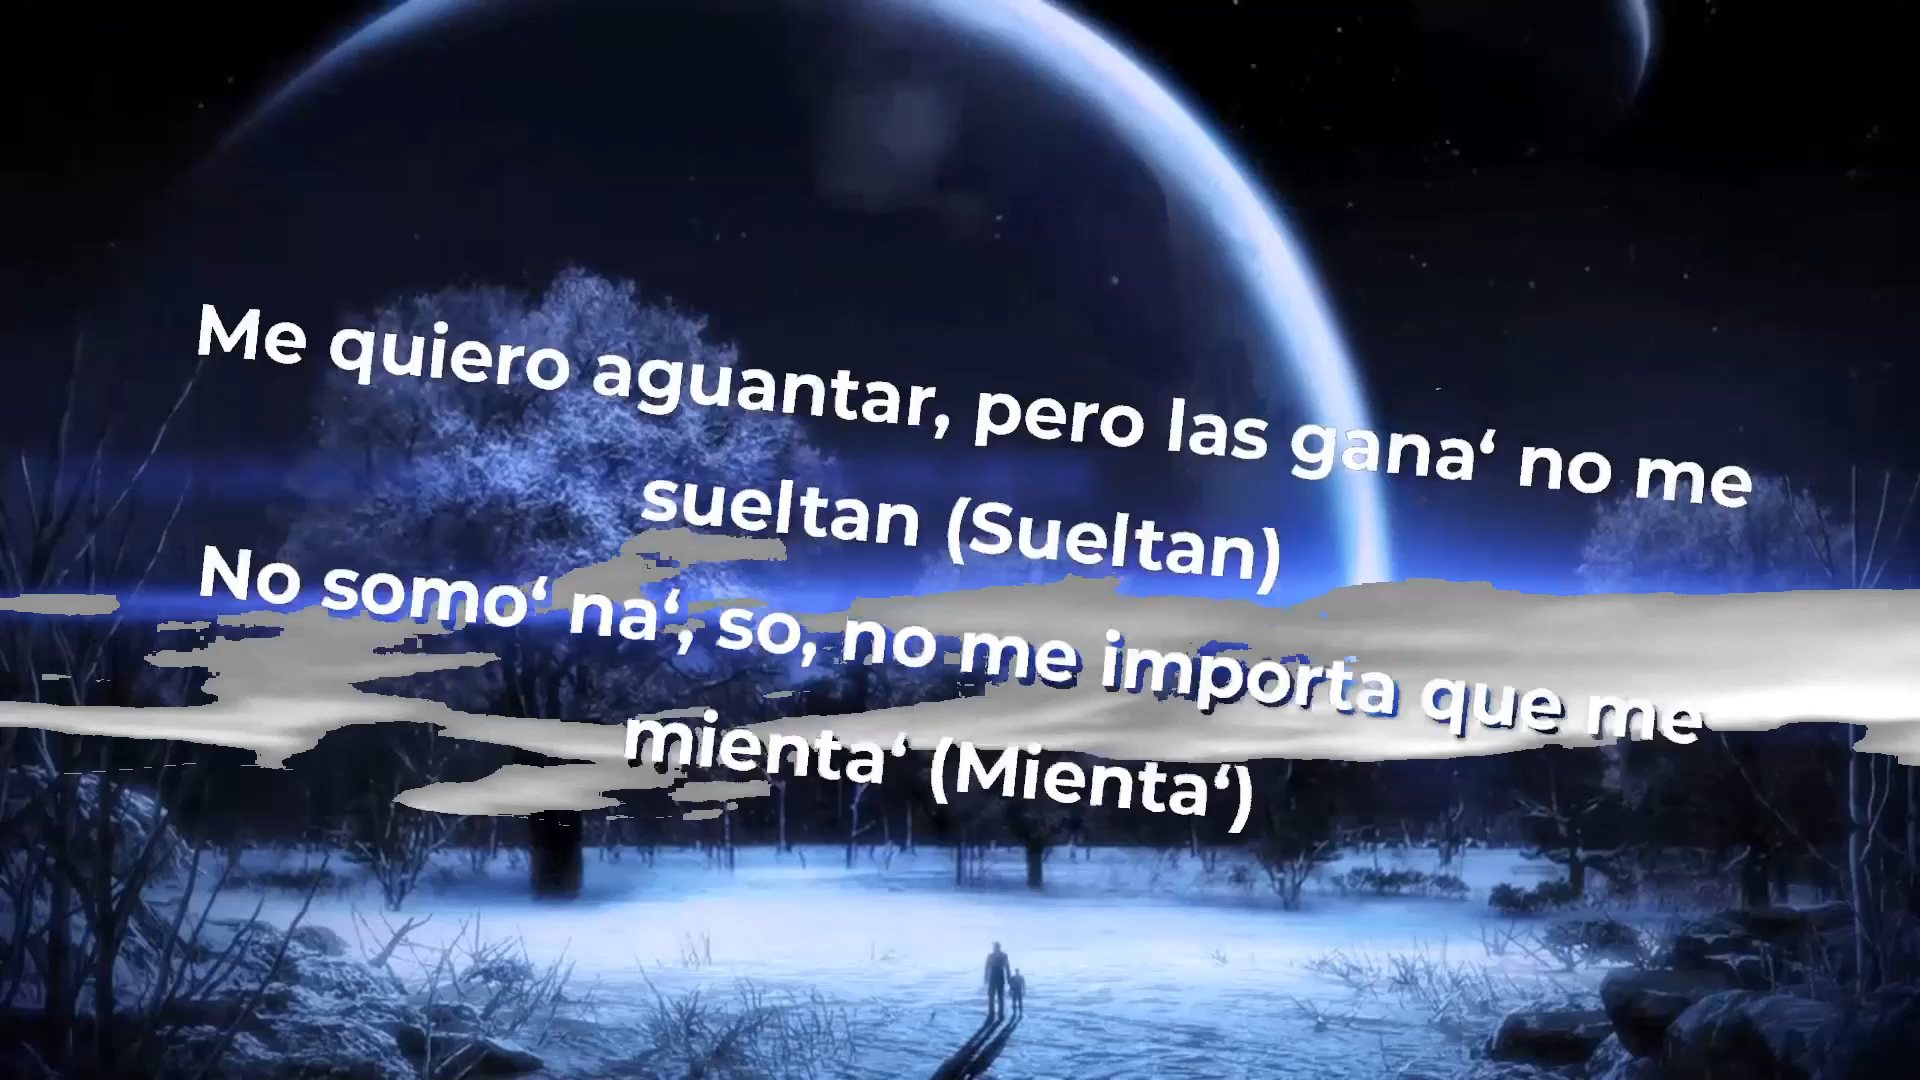 Me quiero aguantar, pero las gana‘ no me
sueltan (Sueltan)
No somo‘ na‘, so, no me importa que me
mienta‘ (Mienta‘)